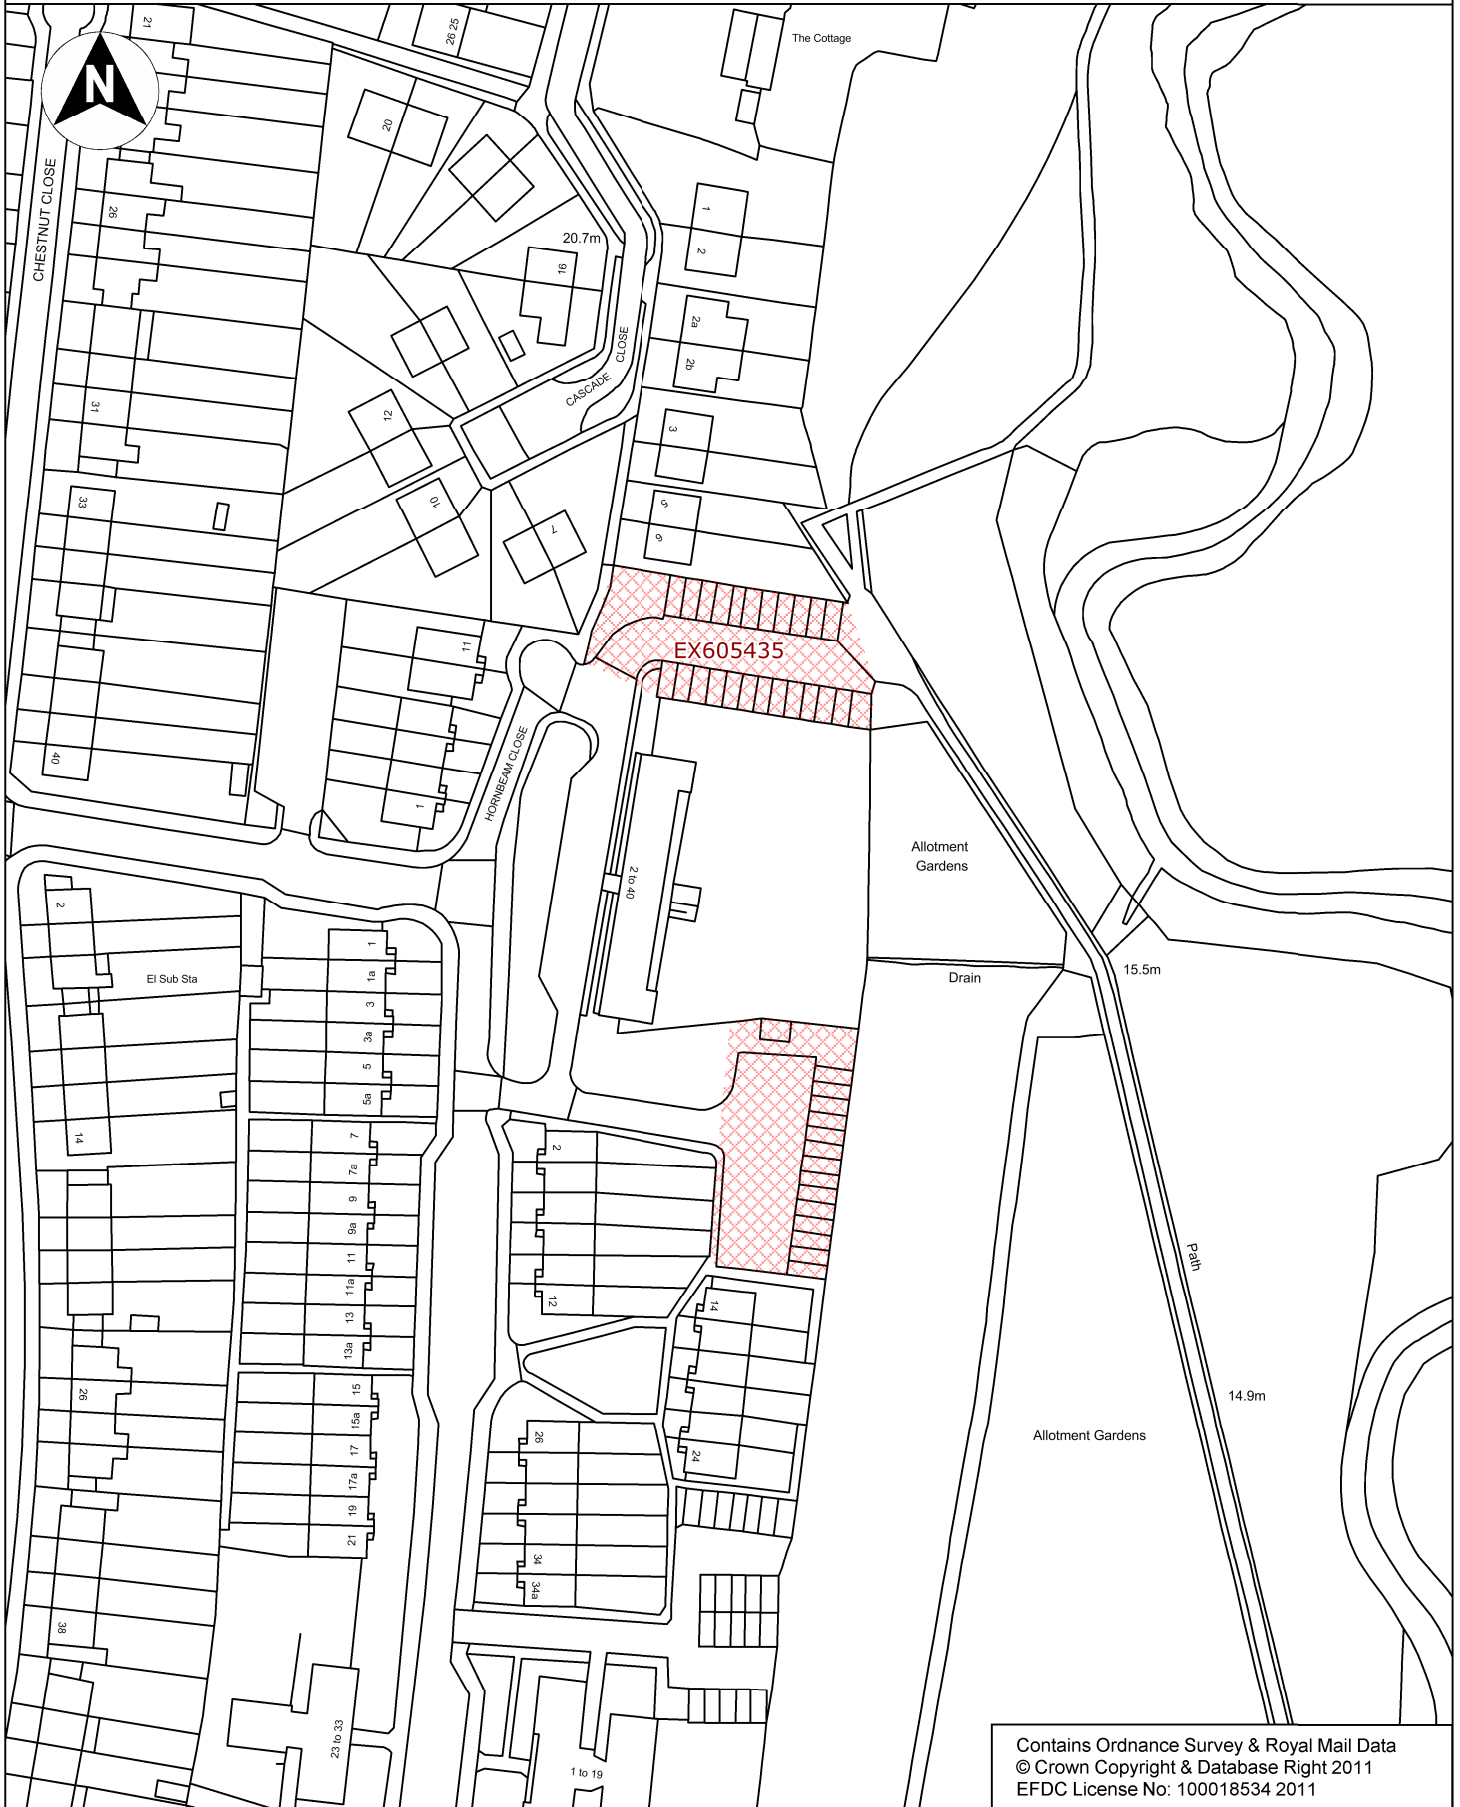 21
26 25
The Cottage
N
20
CHESTNUT CLOSE
26
1
2
20.7m
16
2a
2b
CLOSE
CASCADE
31
12
3
33
10
7
5
6
EX605435
11
40
1
HORNBEAM CLOSE
Allotment
Gardens
2 to 40
2
El Sub Sta
1
1a
3
3a
5
5a
Drain
15.5m
14
7
7a
9
9a
11
11a
13
13a
2
12
14
Path
26
15
15a
17
17a
19
21
26
24
34
34a
14.9m
Allotment Gardens
38
23 to 33
1 to 19
Contains Ordnance Survey & Royal Mail Data
© Crown Copyright & Database Right 2011
EFDC License No: 100018534 2011